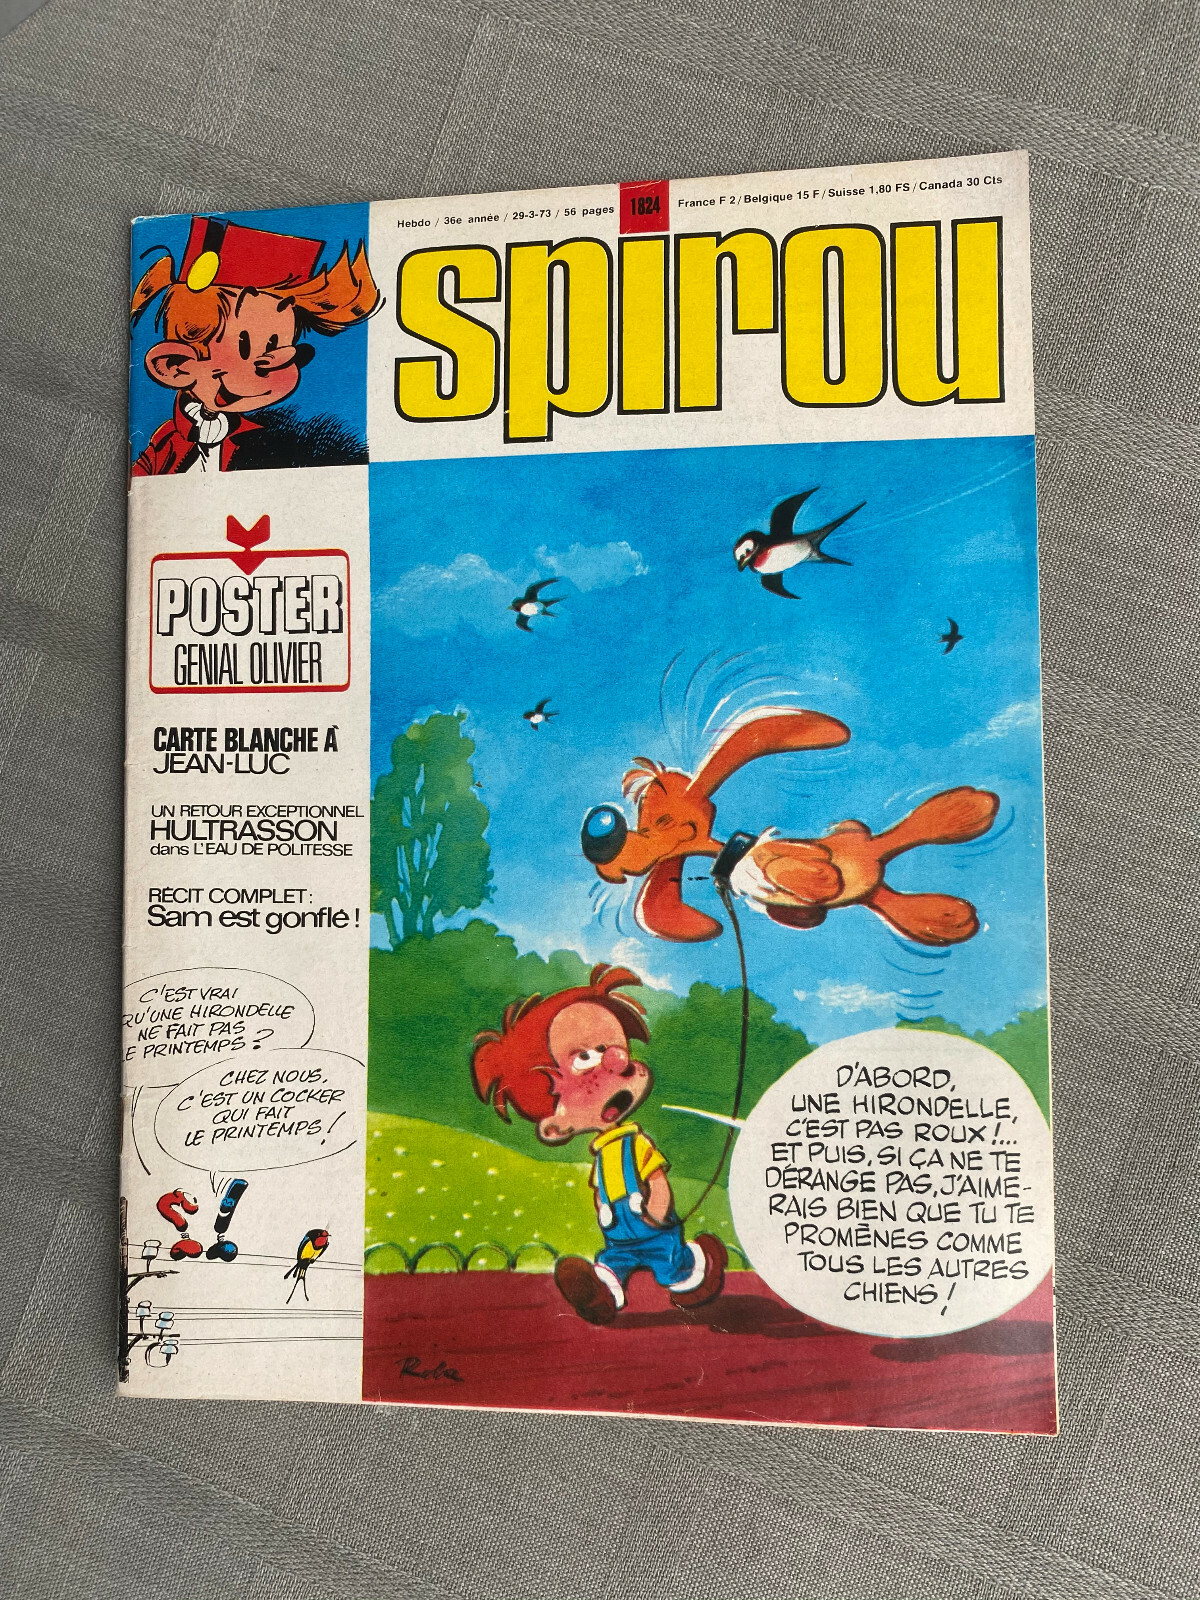 Hebdo / 36e année / 29-3-73 / 56 pages 1824 France F 2 / Belgique 15 F / Suisse 1,80 FS / Canada 30 Cts
spirou
POSTER
GENIAL OLIVIER
CARTE BLANCHE À
JEAN-LUC
UN RETOUR EXCEPTIONNEL
HULTRASSON
dans L'EAU DE POLITESSE
RÉCIT COMPLET:
Sam est gonflé !
C'EST VRAI
QU'UNE HIRONDELLE
NE FAIT PAS
LE PRINTEMPS ?
CHEZ NOUS,
C'EST UN COCKER
QUI FAIT
LE PRINTEMPS !
D'ABORD,
UNE HIRONDELLE,
C'EST PAS ROUX !...
ET PUIS, SI ÇA NE TE
DÉRANGE PAS, J'AIME-
RAIS BIEN QUE TU TE
PROMÈNES COMME
TOUS LES AUTRES
CHIENS !
Roba